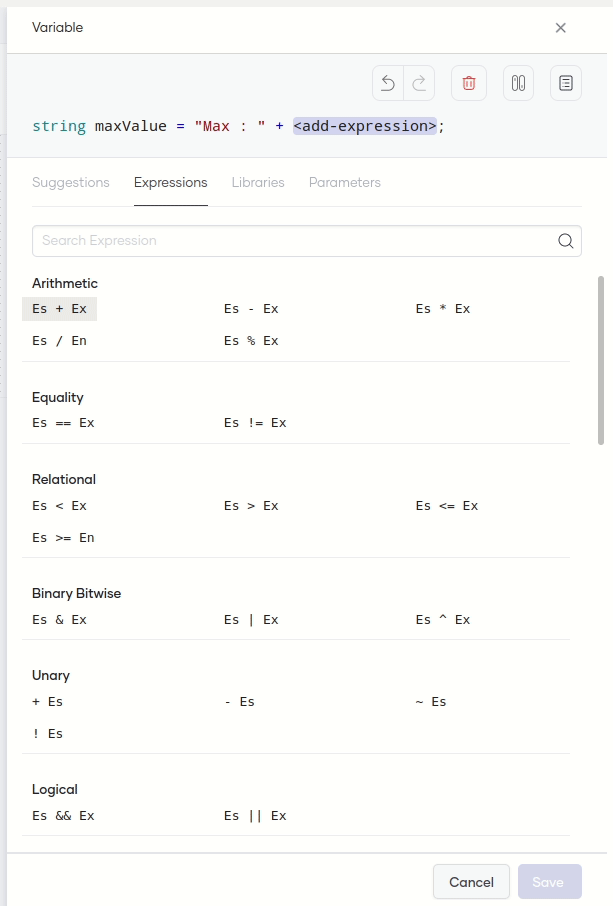 Variable
string maxValue = "Max : " + <add-expression>;
Suggestions Expressions Libraries Parameters
Search Expression
Arithmetic
Es + Ex Es - Ex Es * Ex
Es / En Es % Ex
Equality
Es == Ex Es != Ex
Relational
Es < Ex Es > Ex Es <= Ex
Es >= En
Binary Bitwise
Es & Ex Es | Ex Es ^ Ex
Unary
+ Es - Es ~ Es
! Es
Logical
Es && Ex Es || Ex
Cancel Save